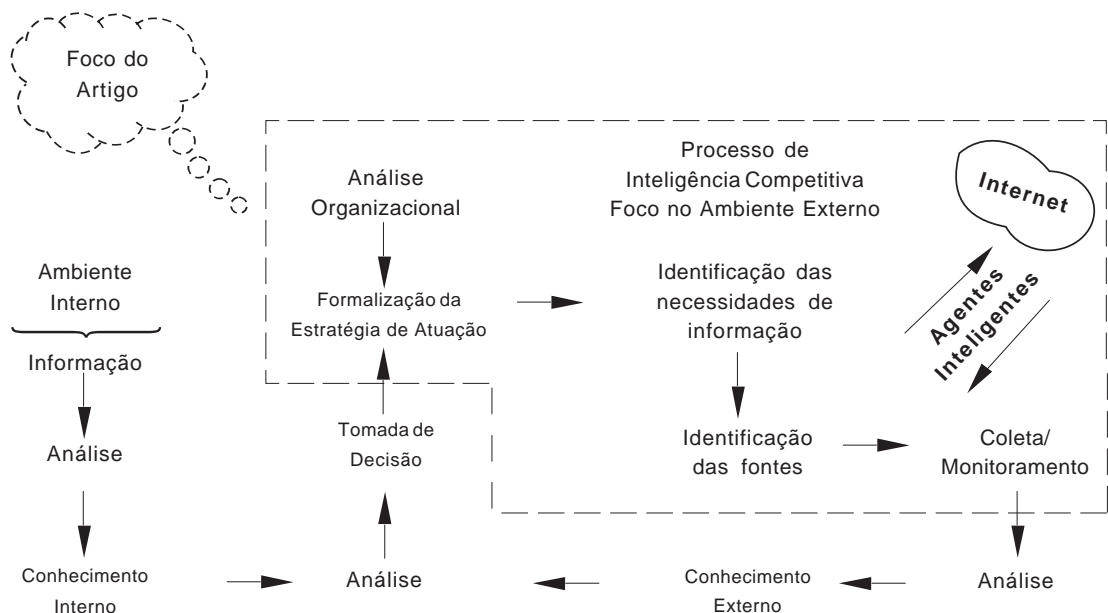 Foco do
Artigo
Processo de
Inteligência Competitiva
Foco no Ambiente Externo
Internet
Análise
Organizacional
Ambiente
Interno
Formalização da
Estratégia de Atuação
Identificação das
necessidades de
informação
Agentes
Inteligentes
Informação
Análise
Tomada de
Decisão
Identificação
das fontes
Coleta/
Monitoramento
Conhecimento
Interno
Análise
Conhecimento
Externo
Análise